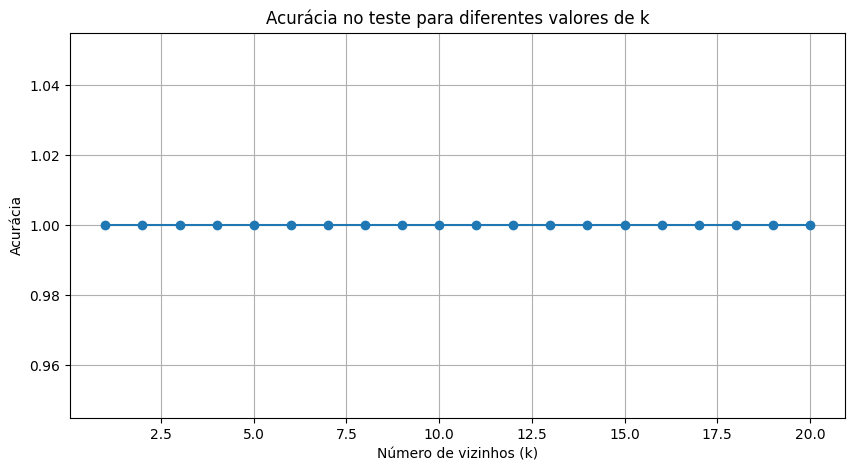 Acurácia no teste para diferentes valores de k
Acurácia
1.04
1.02
1.00
0.98
0.96
2.5 5.0 7.5 10.0 12.5 15.0 17.5 20.0
Número de vizinhos (k)